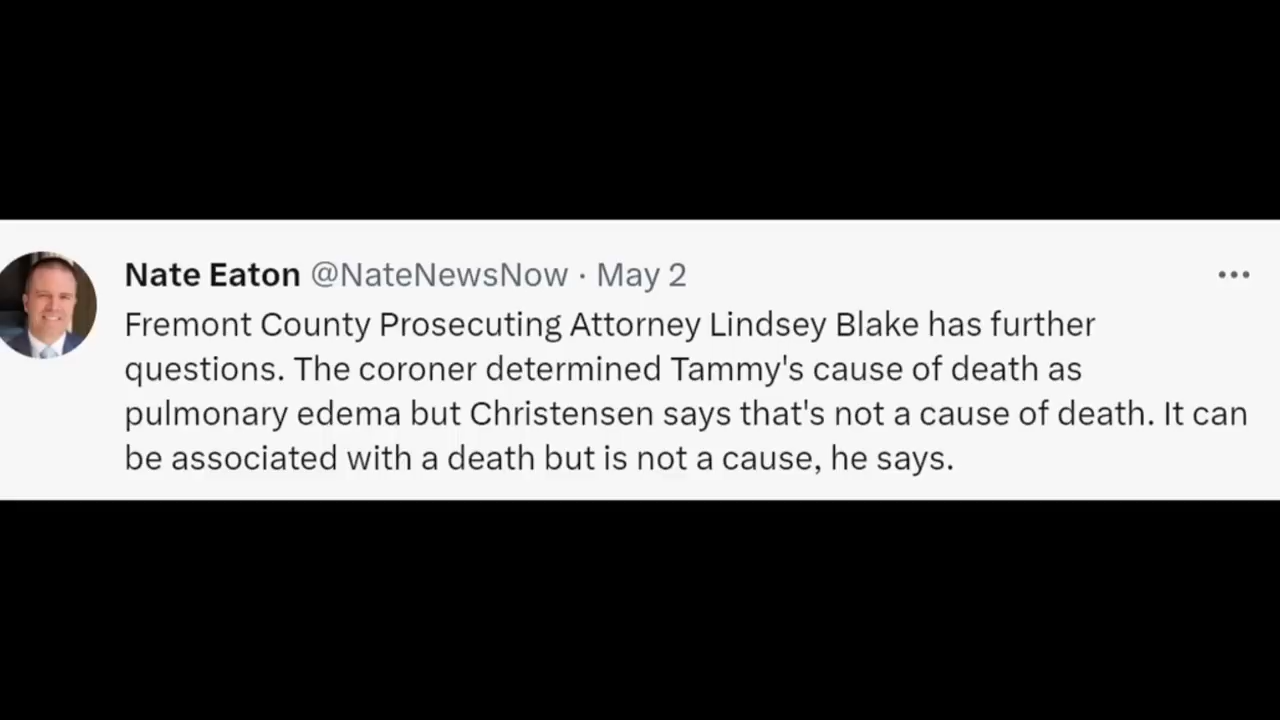 Nate Eaton @NateNewsNow · May 2
Fremont County Prosecuting Attorney Lindsey Blake has further
questions. The coroner determined Tammy's cause of death as
pulmonary edema but Christensen says that's not a cause of death. It can
be associated with a death but is not a cause, he says.